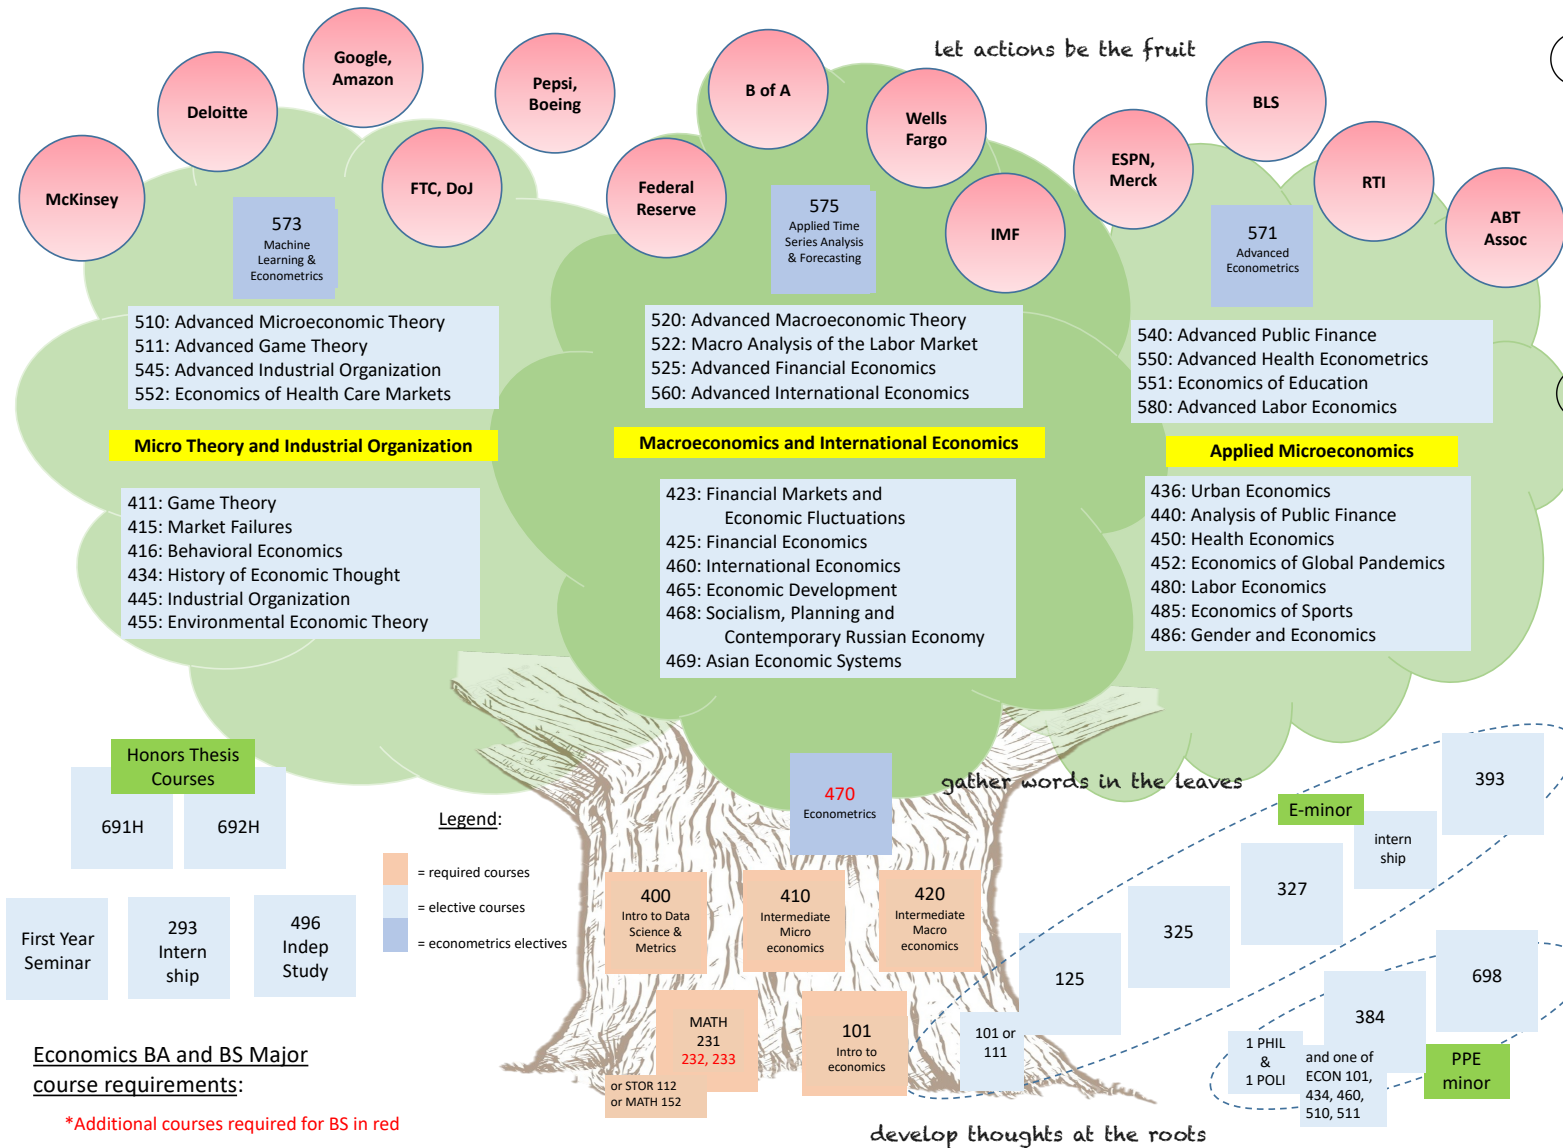 let actions be the fruit
Google,
Amazon
Deloitte
Pepsi,
Boeing
B of A
Wells
Fargo
BLS
McKinsey
FTC, DoJ
Federal
Reserve
IMF
ESPN,
Merck
RTI
ABT
Assoc
573
Machine
Learning &
Econometrics
575
Applied Time
Series Analysis
& Forecasting
571
Advanced
Econometrics
510: Advanced Microeconomic Theory
511: Advanced Game Theory
545: Advanced Industrial Organization
552: Economics of Health Care Markets
520: Advanced Macroeconomic Theory
522: Macro Analysis of the Labor Market
525: Advanced Financial Economics
560: Advanced International Economics
540: Advanced Public Finance
550: Advanced Health Econometrics
551: Economics of Education
580: Advanced Labor Economics
Micro Theory and Industrial Organization
Macroeconomics and International Economics
Applied Microeconomics
411: Game Theory
415: Market Failures
416: Behavioral Economics
434: History of Economic Thought
445: Industrial Organization
455: Environmental Economic Theory
423: Financial Markets and
Economic Fluctuations
425: Financial Economics
460: International Economics
465: Economic Development
468: Socialism, Planning and
Contemporary Russian Economy
469: Asian Economic Systems
436: Urban Economics
440: Analysis of Public Finance
450: Health Economics
452: Economics of Global Pandemics
480: Labor Economics
485: Economics of Sports
486: Gender and Economics
Honors Thesis
Courses
691H
692H
Legend:
= required courses
= elective courses
= econometrics electives
First Year
Seminar
293
Intern
ship
496
Indep
Study
470
Econometrics
gather words in the leaves
400
Intro to Data
Science &
Metrics
410
Intermediate
Micro
economics
420
Intermediate
Macro
economics
MATH
231
232, 233
or STOR 112
or MATH 152
101
Intro to
economics
E-minor
393
intern
ship
327
325
125
101 or
111
698
384
1 PHIL
&
1 POLI
and one of
ECON 101,
434, 460,
510, 511
PPE
minor
Economics BA and BS Major
course requirements:
*Additional courses required for BS in red
develop thoughts at the roots